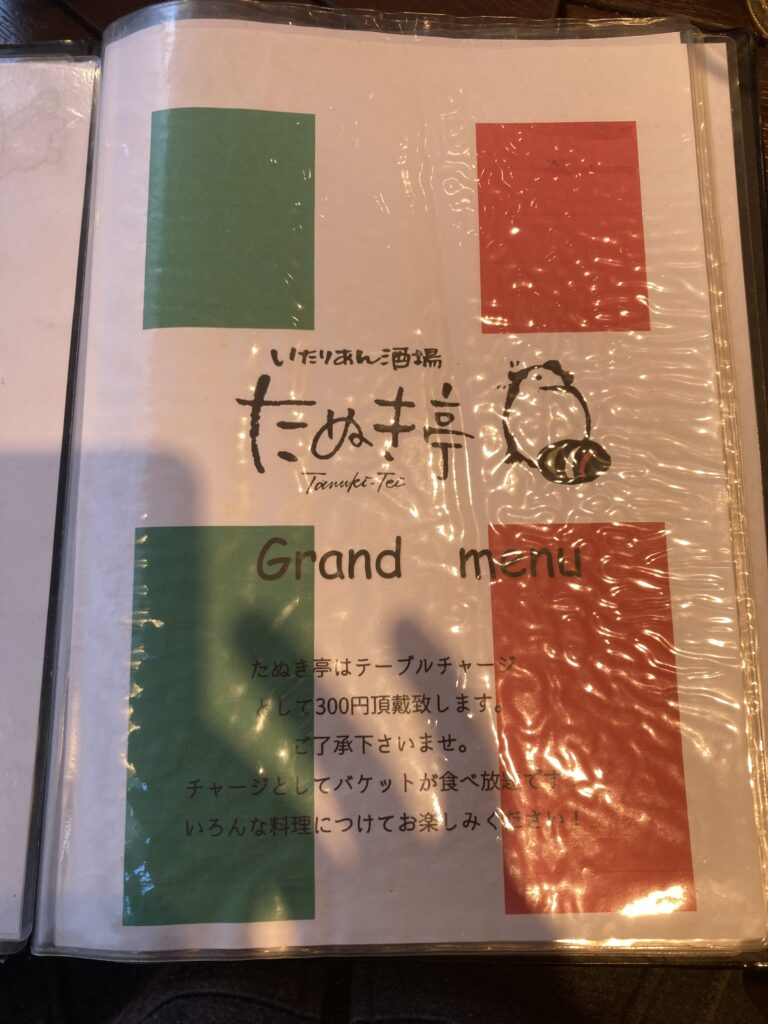 いたりあん酒場
たぬき亭
Tanuki-Tei
Grand menu
たぬき亭はテーブルチャージ
として300円頂戴致します。
ご了承下さいませ。
チャージとしてバケットが食べ放題です！
いろんな料理につけてお楽しみください！